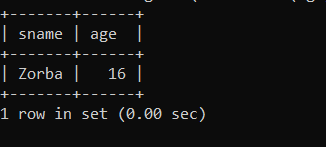 +-------+------+
| sname | age  |
+-------+------+
| Zorba |   16 |
+-------+------+
1 row in set (0.00 sec)